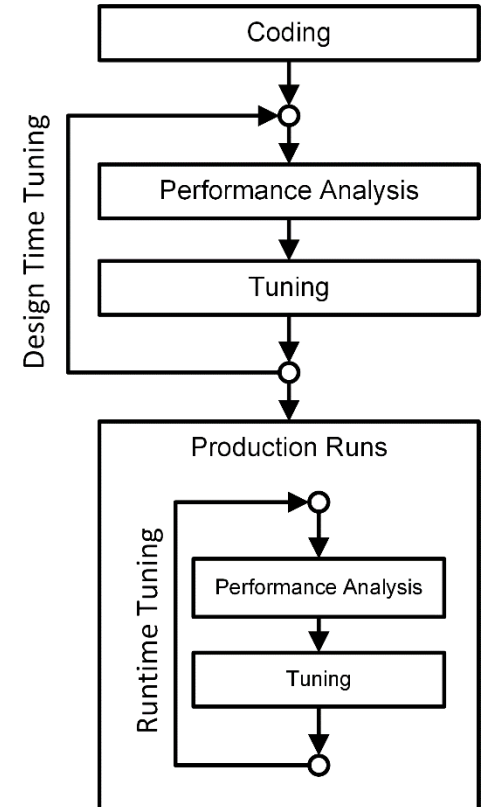 Coding
Design Time Tuning
Performance Analysis
Tuning
Production Runs
Runtime Tuning
Performance Analysis
Tuning